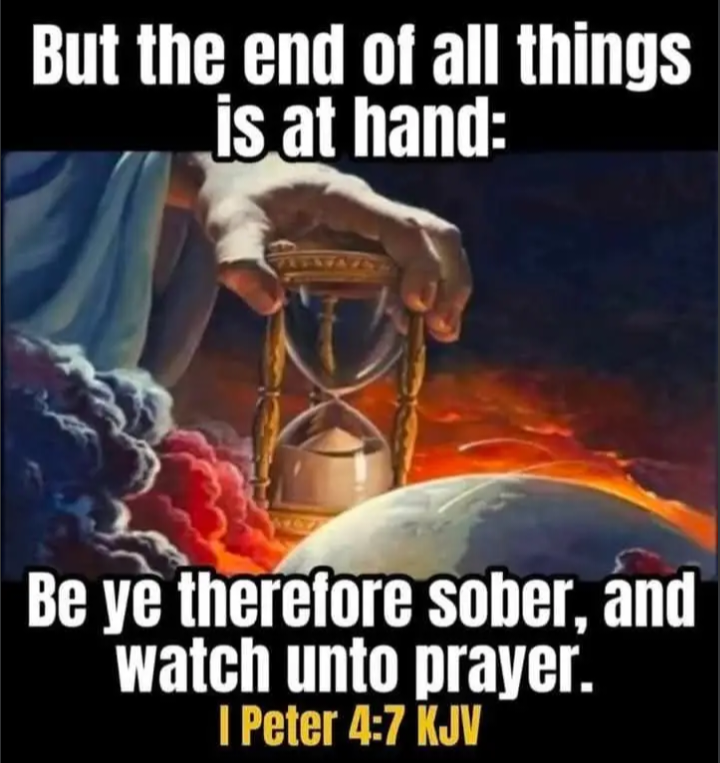 But the end of all things
is at hand:
Be ye therefore sober, and
watch unto prayer.
I Peter 4:7 KJV